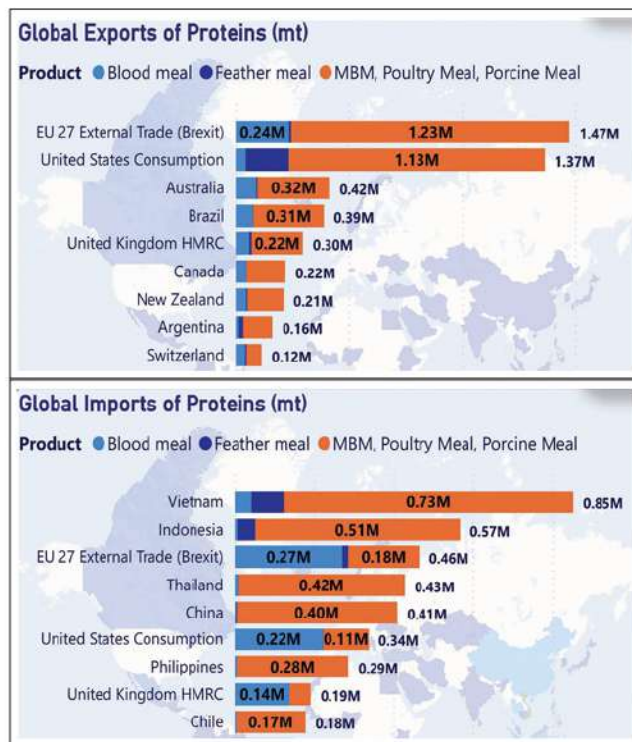 Global Exports of Proteins (mt)
Product Blood meal Feather meal MBM, Poultry Meal, Porcine Meal
EU 27 External Trade (Brexit) 0.24M 1.23M 1.47M
United States Consumption 1.13M 1.37M
Australia 0.32M 0.42M
Brazil 0.31M 0.39M
United Kingdom HMRC 0.22M 0.30M
Canada 0.22M
New Zealand 0.21M
Argentina 0.16M
Switzerland 0.12M
Global Imports of Proteins (mt)
Product Blood meal Feather meal MBM, Poultry Meal, Porcine Meal
Vietnam 0.73M 0.85M
Indonesia 0.51M 0.57M
EU 27 External Trade (Brexit) 0.27M 0.18M 0.46M
Thailand 0.42M 0.43M
China 0.40M 0.41M
United States Consumption 0.22M 0.11M 0.34M
Philippines 0.28M 0.29M
United Kingdom HMRC 0.14M 0.19M
Chile 0.17M 0.18M